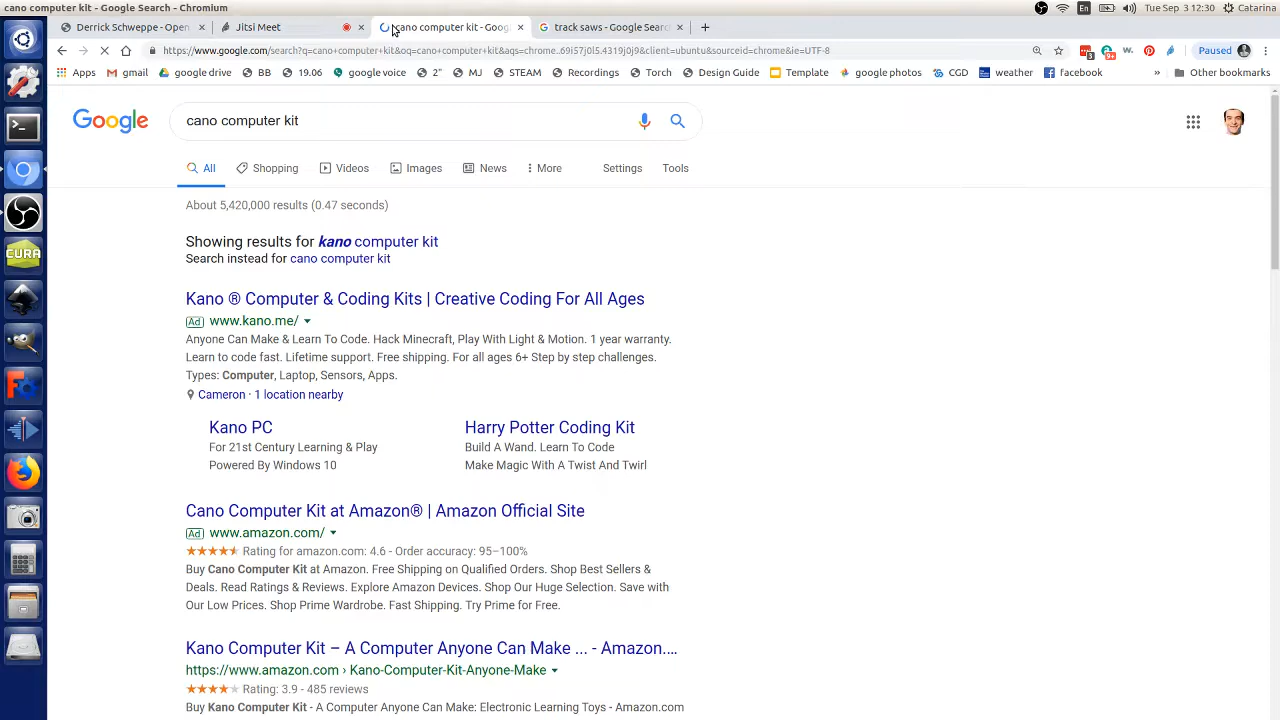 cano computer kit - Google Search - Chromium
En
Tue Sep 3 12:30
Catarina
Derrick Schweppe - Open
Jitsi Meet
cano computer kit - Goog
track saws - Google Searc
https://www.google.com/search?q=cano+computer+kit&oq=cano+computer+kit&aqs=chrome..69i57j0l5.4319j0j9&client=ubuntu&sourceid=chrome&ie=UTF-8
3
9
W.
Paused
Apps
gmail
google drive
BB
19.06
google voice
2"
MJ
STEAM
Recordings
Torch
Design Guide
Template
google photos
CGD
weather
facebook
»
Other bookmarks
Google
cano computer kit
All
Shopping
Videos
Images
News
More
Settings
Tools
About 5,420,000 results (0.47 seconds)
Showing results for kano computer kit
Search instead for cano computer kit
Kano ® Computer & Coding Kits | Creative Coding For All Ages
Ad www.kano.me/
Anyone Can Make & Learn To Code. Hack Minecraft, Play With Light & Motion. 1 year warranty.
Learn to code fast. Lifetime support. Free shipping. For all ages 6+ Step by step challenges.
Types: Computer, Laptop, Sensors, Apps.
Cameron · 1 location nearby
Kano PC
For 21st Century Learning & Play
Powered By Windows 10
Harry Potter Coding Kit
Build A Wand. Learn To Code
Make Magic With A Twist And Twirl
Cano Computer Kit at Amazon® | Amazon Official Site
Ad www.amazon.com/
Rating for amazon.com: 4.6 - Order accuracy: 95–100%
Buy Cano Computer Kit at Amazon. Free Shipping on Qualified Orders. Shop Best Sellers &
Deals. Read Ratings & Reviews. Explore Amazon Devices. Shop Our Huge Selection. Save with
Our Low Prices. Shop Prime Wardrobe. Fast Shipping. Try Prime for Free.
Kano Computer Kit – A Computer Anyone Can Make ... - Amazon....
https://www.amazon.com › Kano-Computer-Kit-Anyone-Make
Rating: 3.9 - 485 reviews
Buy Kano Computer Kit - A Computer Anyone Can Make: Electronic Learning Toys - Amazon.com
CURA